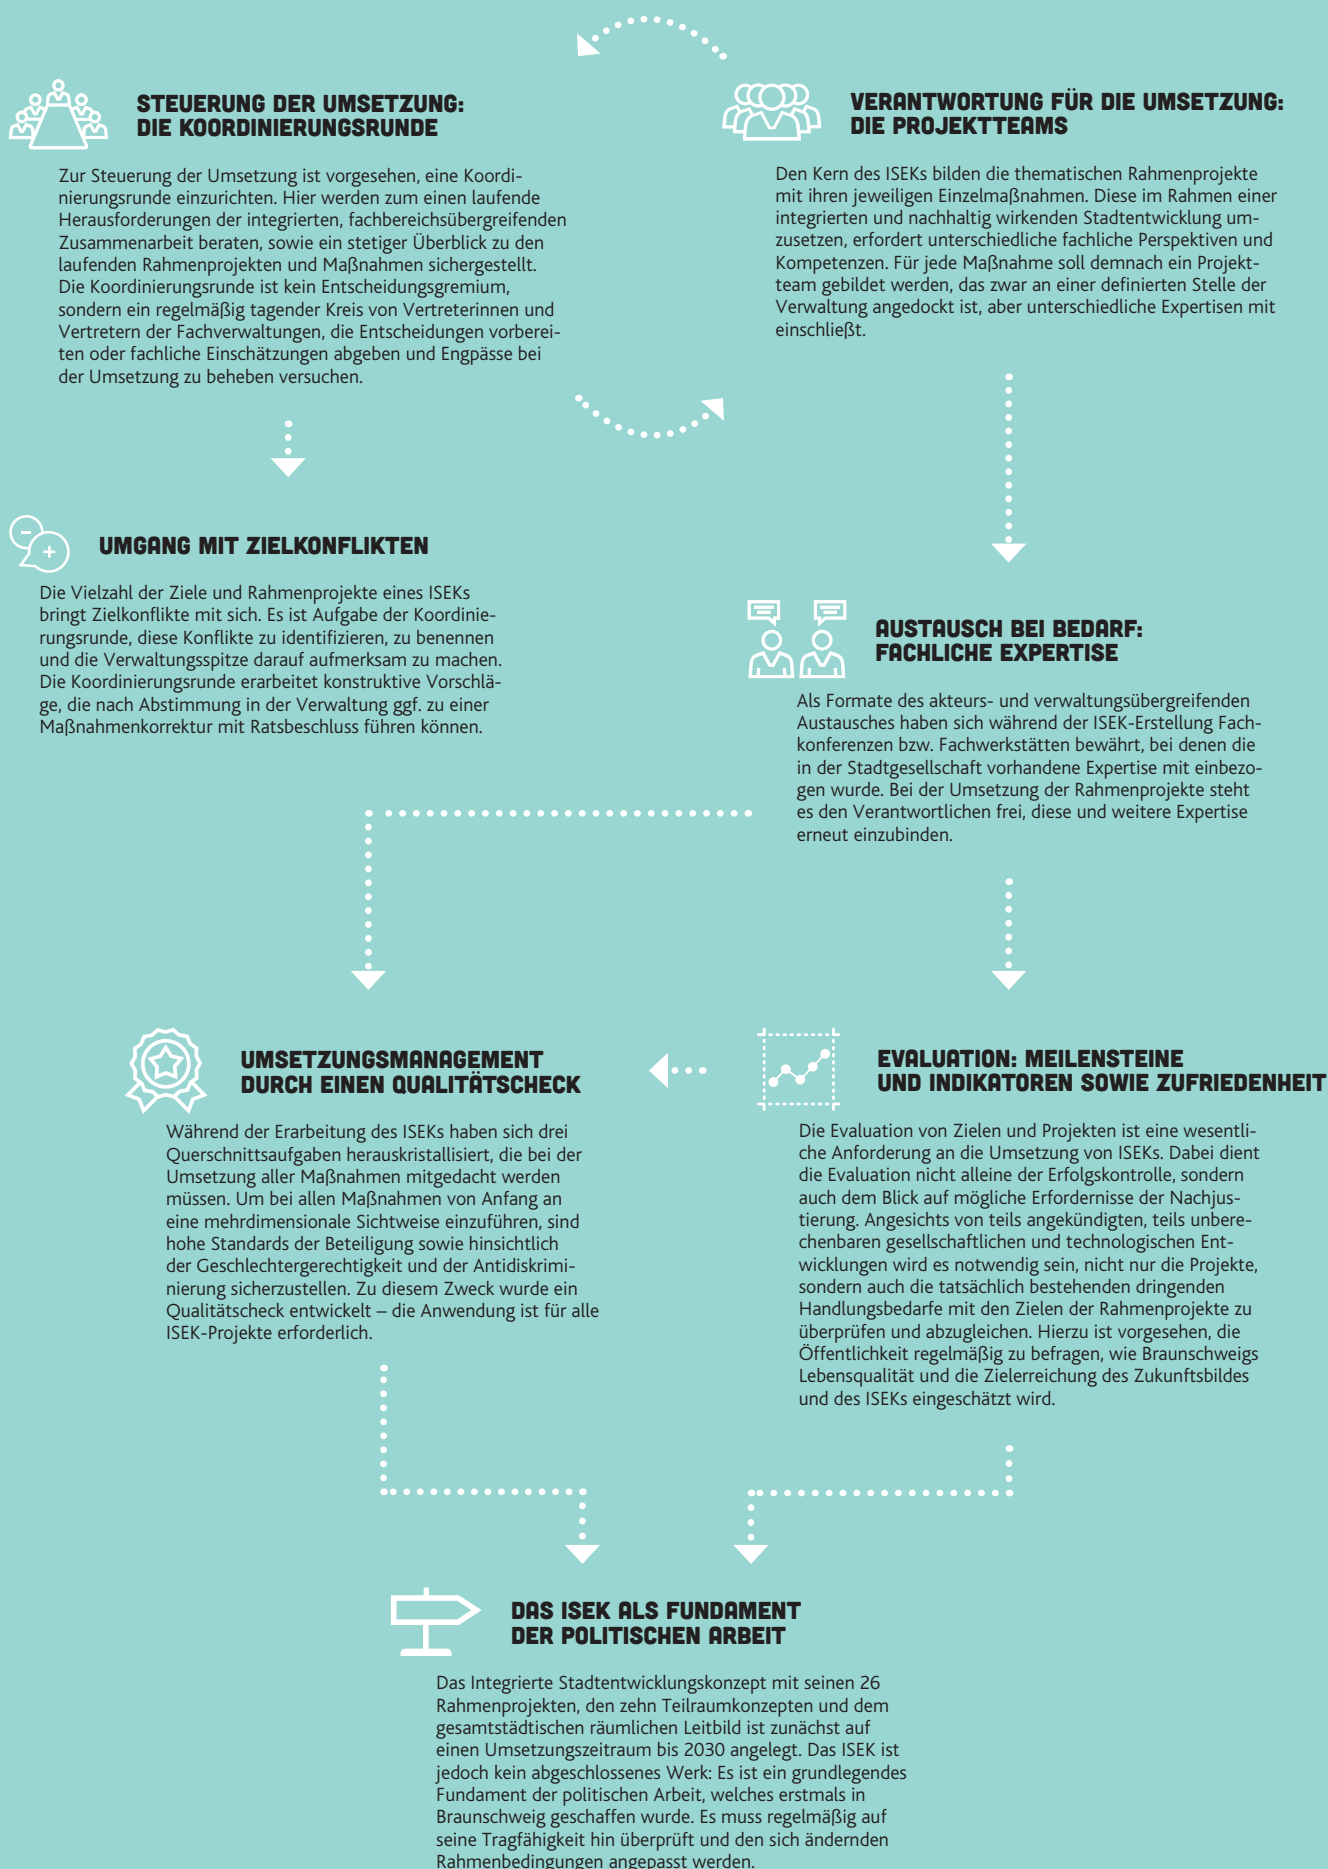 STEUERUNG DER UMSETZUNG:
DIE KOORDINIERUNGSRUNDE
Zur Steuerung der Umsetzung ist vorgesehen, eine Koordi-
nierungsrunde einzurichten. Hier werden zum einen laufende
Herausforderungen der integrierten, fachbereichsübergreifenden
Zusammenarbeit beraten, sowie ein stetiger Überblick zu den
laufenden Rahmenprojekten und Maßnahmen sichergestellt.
Die Koordinierungsrunde ist kein Entscheidungsgremium,
sondern ein regelmäßig tagender Kreis von Vertreterinnen und
Vertretern der Fachverwaltungen, die Entscheidungen vorberei-
ten oder fachliche Einschätzungen abgeben und Engpässe bei
der Umsetzung zu beheben versuchen.
VERANTWORTUNG FÜR DIE UMSETZUNG:
DIE PROJEKTTEAMS
Den Kern des ISEKs bilden die thematischen Rahmenprojekte
mit ihren jeweiligen Einzelmaßnahmen. Diese im Rahmen einer
integrierten und nachhaltig wirkenden Stadtentwicklung um-
zusetzen, erfordert unterschiedliche fachliche Perspektiven und
Kompetenzen. Für jede Maßnahme soll demnach ein Projekt-
team gebildet werden, das zwar an einer definierten Stelle der
Verwaltung angedockt ist, aber unterschiedliche Expertisen mit
einschließt.
UMGANG MIT ZIELKONFLIKTEN
Die Vielzahl der Ziele und Rahmenprojekte eines ISEKs
bringt Zielkonflikte mit sich. Es ist Aufgabe der Koordinie-
rungsrunde, diese Konflikte zu identifizieren, zu benennen
und die Verwaltungsspitze darauf aufmerksam zu machen.
Die Koordinierungsrunde erarbeitet konstruktive Vorschlä-
ge, die nach Abstimmung in der Verwaltung ggf. zu einer
Maßnahmenkorrektur mit Ratsbeschluss führen können.
AUSTAUSCH BEI BEDARF:
FACHLICHE EXPERTISE
Als Formate des akteurs- und verwaltungsübergreifenden
Austausches haben sich während der ISEK-Erstellung Fach-
konferenzen bzw. Fachwerkstätten bewährt, bei denen die
in der Stadtgesellschaft vorhandene Expertise mit einbezo-
gen wurde. Bei der Umsetzung der Rahmenprojekte steht
es den Verantwortlichen frei, diese und weitere Expertise
erneut einzubinden.
UMSETZUNGSMANAGEMENT
DURCH EINEN QUALITÄTSCHECK
Während der Erarbeitung des ISEKs haben sich drei
Querschnittsaufgaben herauskristallisiert, die bei der
Umsetzung aller Maßnahmen mitgedacht werden
müssen. Um bei allen Maßnahmen von Anfang an
eine mehrdimensionale Sichtweise einzuführen, sind
hohe Standards der Beteiligung sowie hinsichtlich
der Geschlechtergerechtigkeit und der Antidiskrimi-
nierung sicherzustellen. Zu diesem Zweck wurde ein
Qualitätscheck entwickelt – die Anwendung ist für alle
ISEK-Projekte erforderlich.
EVALUATION: MEILENSTEINE
UND INDIKATOREN SOWIE ZUFRIEDENHEIT
Die Evaluation von Zielen und Projekten ist eine wesentli-
che Anforderung an die Umsetzung von ISEKs. Dabei dient
die Evaluation nicht alleine der Erfolgskontrolle, sondern
auch dem Blick auf mögliche Erfordernisse der Nachjus-
tierung. Angesichts von teils angekündigten, teils unbere-
chenbaren gesellschaftlichen und technologischen Ent-
wicklungen wird es notwendig sein, nicht nur die Projekte,
sondern auch die tatsächlich bestehenden dringenden
Handlungsbedarfe mit den Zielen der Rahmenprojekte zu
überprüfen und abzugleichen. Hierzu ist vorgesehen, die
Öffentlichkeit regelmäßig zu befragen, wie Braunschweigs
Lebensqualität und die Zielerreichung des Zukunftsbildes
und des ISEKs eingeschätzt wird.
DAS ISEK ALS FUNDAMENT
DER POLITISCHEN ARBEIT
Das Integrierte Stadtentwicklungskonzept mit seinen 26
Rahmenprojekten, den zehn Teilraumkonzepten und dem
gesamtstädtischen räumlichen Leitbild ist zunächst auf
einen Umsetzungszeitraum bis 2030 angelegt. Das ISEK ist
jedoch kein abgeschlossenes Werk: Es ist ein grundlegendes
Fundament der politischen Arbeit, welches erstmals in
Braunschweig geschaffen wurde. Es muss regelmäßig auf
seine Tragfähigkeit hin überprüft und den sich ändernden
Rahmenbedingungen angepasst werden.